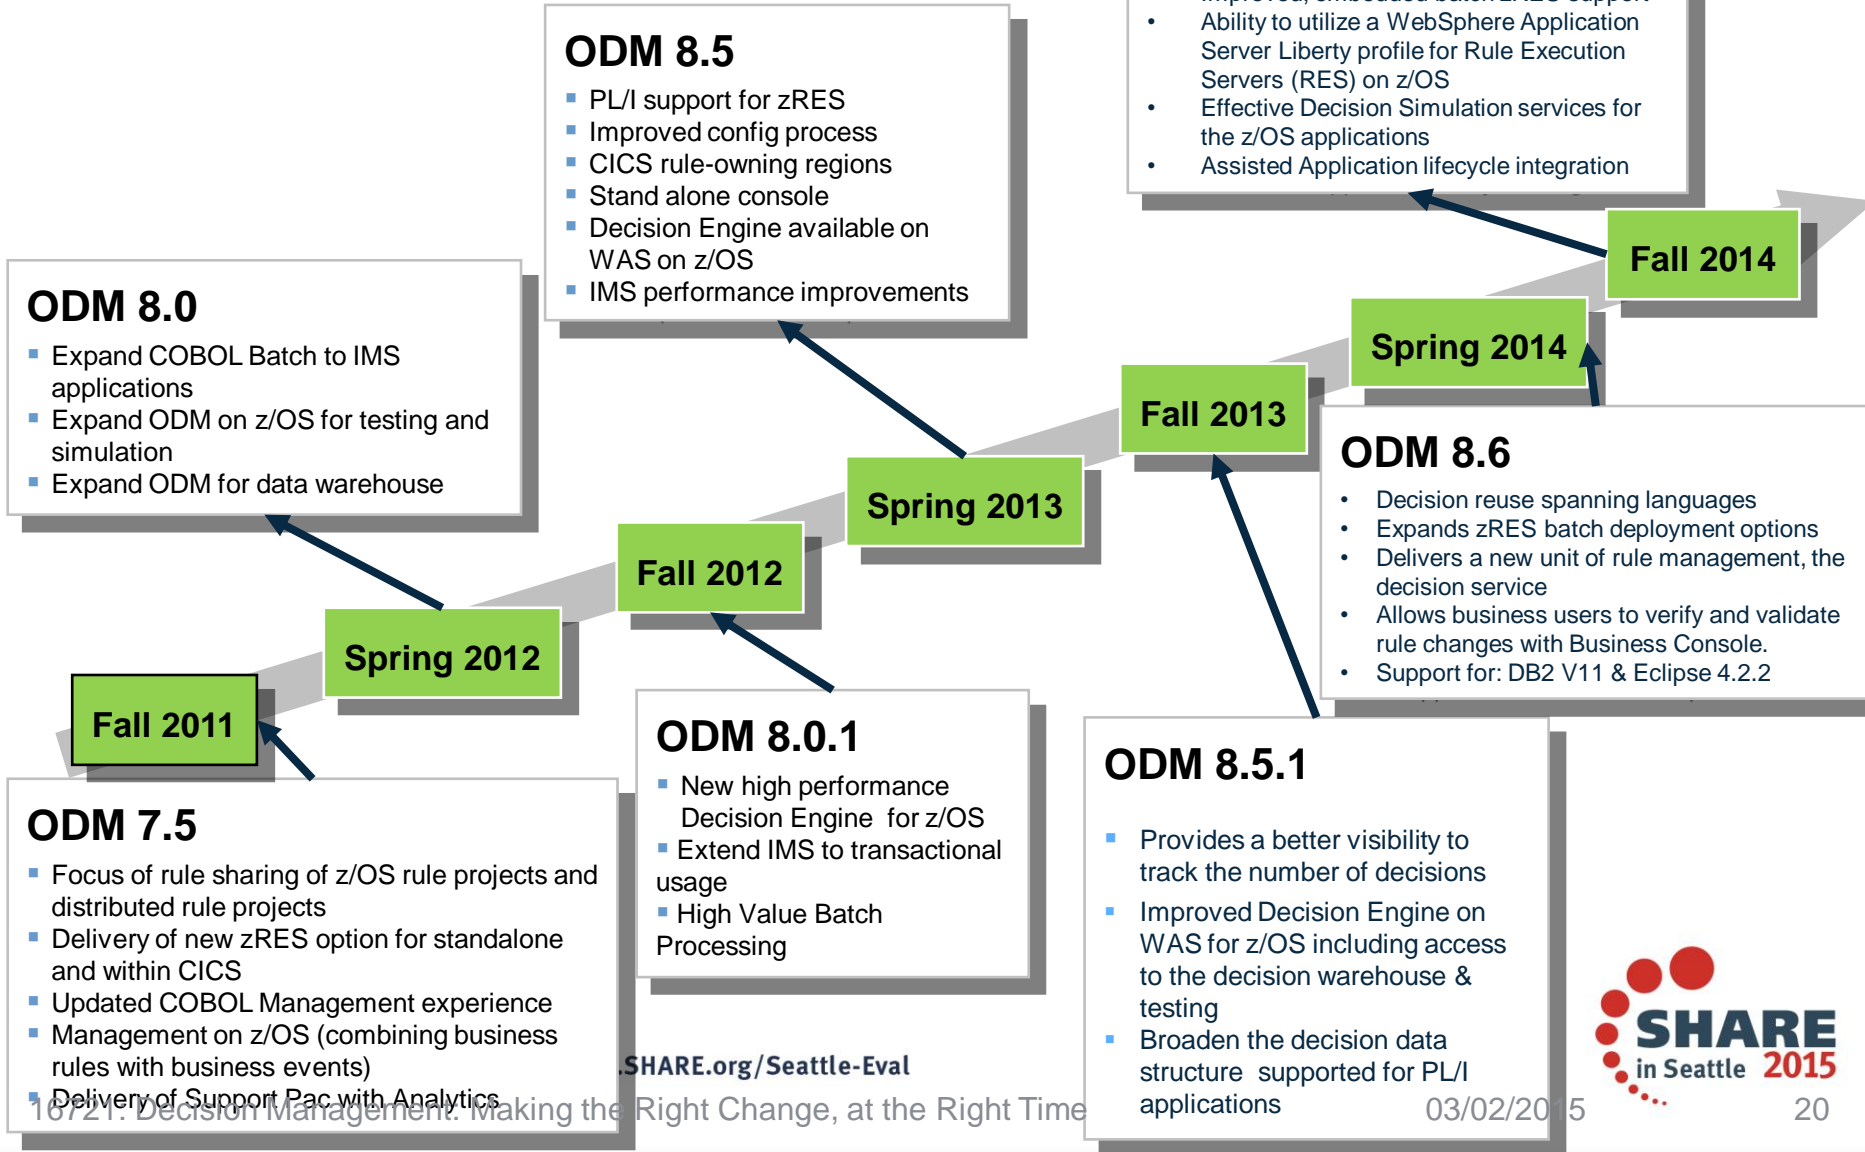 Improved, embedded batch zRES support
• Ability to utilize a WebSphere Application
Server Liberty profile for Rule Execution
Servers (RES) on z/OS
• Effective Decision Simulation services for
the z/OS applications
• Assisted Application lifecycle integration
ODM 8.5
▪ PL/I support for zRES
▪ Improved config process
▪ CICS rule-owning regions
▪ Stand alone console
▪ Decision Engine available on
WAS on z/OS
▪ IMS performance improvements
ODM 8.0
▪ Expand COBOL Batch to IMS
applications
▪ Expand ODM on z/OS for testing and
simulation
▪ Expand ODM for data warehouse
Fall 2014
Spring 2014
Fall 2013
Spring 2013
Fall 2012
Spring 2012
Fall 2011
ODM 8.6
• Decision reuse spanning languages
• Expands zRES batch deployment options
• Delivers a new unit of rule management, the
decision service
• Allows business users to verify and validate
rule changes with Business Console.
• Support for: DB2 V11 & Eclipse 4.2.2
ODM 7.5
▪ Focus of rule sharing of z/OS rule projects and
distributed rule projects
▪ Delivery of new zRES option for standalone
and within CICS
▪ Updated COBOL Management experience
▪ Management on z/OS (combining business
rules with business events)
▪ Delivery of Support Pac with Analytics
ODM 8.0.1
▪ New high performance
Decision Engine for z/OS
▪ Extend IMS to transactional
usage
▪ High Value Batch
Processing
ODM 8.5.1
▪ Provides a better visibility to
track the number of decisions
▪ Improved Decision Engine on
WAS for z/OS including access
to the decision warehouse &
testing
▪ Broaden the decision data
structure supported for PL/I
applications
.SHARE.org/Seattle-Eval
16721: Decision Management: Making the Right Change, at the Right Time
03/02/2015
20
SHARE
in Seattle 2015